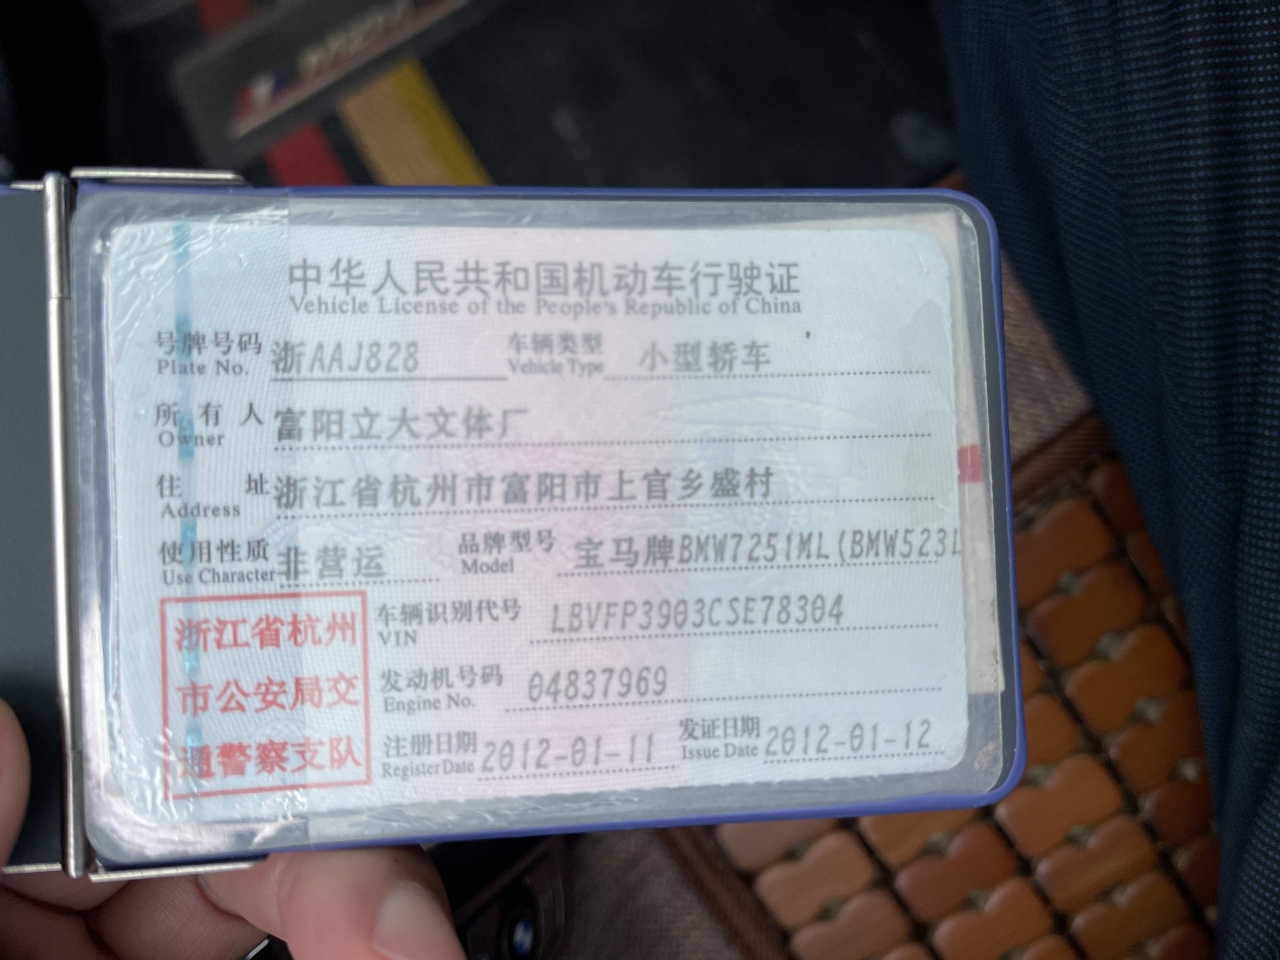 中华人民共和国机动车行驶证
Vehicle License of the People's Republic of China
号牌号码 浙AAJ828 车辆类型 小型轿车
Plate No. Vehicle Type
所有人 富阳立大文体厂
Owner
住址 浙江省杭州市富阳市上官乡盛村
Address
使用性质 非营运 品牌型号 宝马牌BMW7251ML(BMW523L
Use Character Model
浙江省杭州市公安局交通警察支队
车辆识别代号 LBVFP3903CSE78304
VIN
发动机号码 04837969
Engine No.
注册日期 2012-01-11 发证日期 2012-01-12
Register Date Issue Date